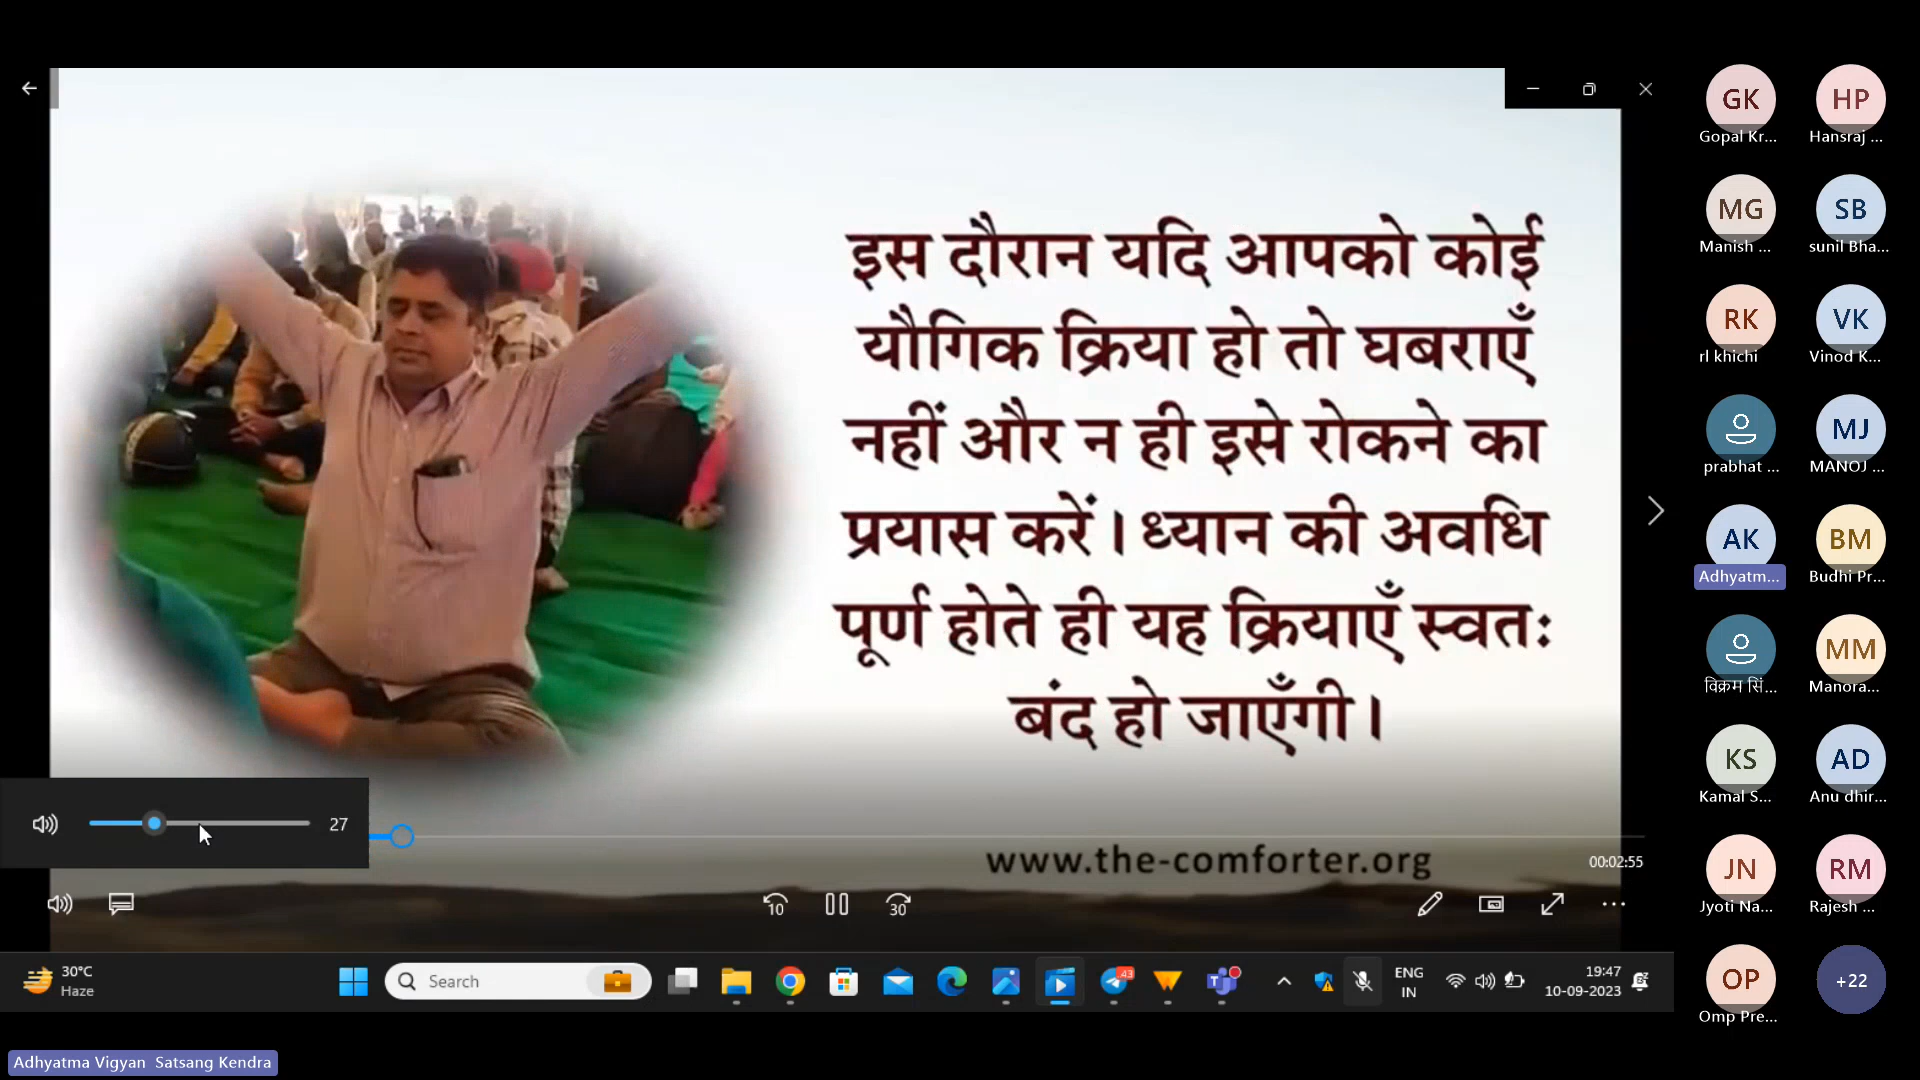 GK
HP
Gopal Kr...
Hansraj ...
MG
SB
Manish ...
sunil Bha...
RK
VK
rl khichi
Vinod K...
MJ
prabhat ...
MANOJ ...
AK
BM
Adhyatm...
Budhi Pr...
MM
विक्रम सिं...
Manora...
KS
AD
Kamal S...
Anu dhir...
JN
RM
Jyoti Na...
Rajesh ...
OP
+22
Omp Pre...
इस दौरान यदि आपको कोई
यौगिक क्रिया हो तो घबराएँ
नहीं और न ही इसे रोकने का
प्रयास करें। ध्यान की अवधि
पूर्ण होते ही यह क्रियाएँ स्वतः
बंद हो जाएँगी।
27
www.the-comforter.org
00:02:55
10
30
30°C
Haze
Search
43
ENG
IN
19:47
10-09-2023
Adhyatma Vigyan Satsang Kendra